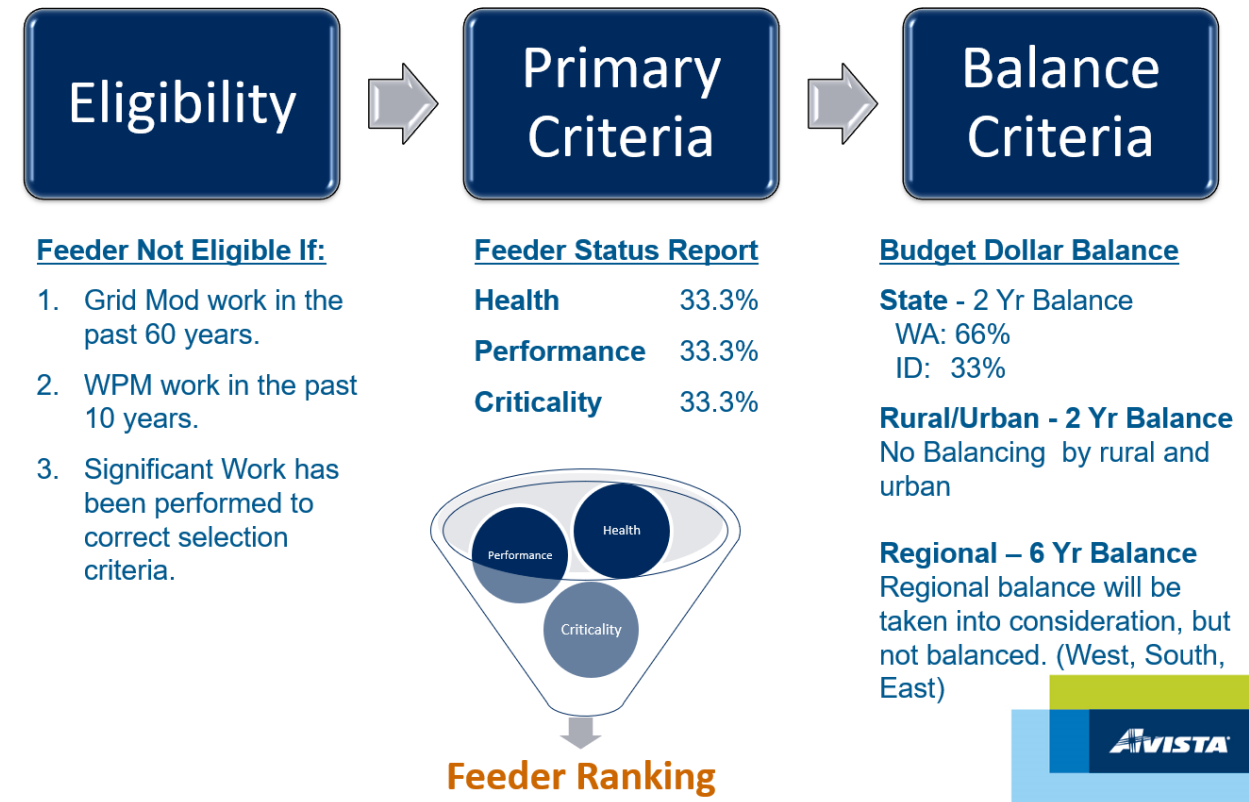 Eligibility
Primary
Criteria
Balance
Criteria
Feeder Not Eligible If:
1. Grid Mod work in the
past 60 years.
2. WPM work in the past
10 years.
3. Significant Work has
been performed to
correct selection
criteria.
Feeder Status Report
Health 33.3%
Performance 33.3%
Criticality 33.3%
Performance
Health
Criticality
Feeder Ranking
Budget Dollar Balance
State - 2 Yr Balance
WA: 66%
ID: 33%
Rural/Urban - 2 Yr Balance
No Balancing by rural and
urban
Regional – 6 Yr Balance
Regional balance will be
taken into consideration, but
not balanced. (West, South,
East)
AVISTA